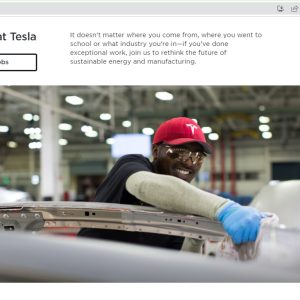 at Tesla
obs
It doesn't matter where you come from, where you went to
school or what industry you're in—if you've done
exceptional work, join us to rethink the future of
sustainable energy and manufacturing.